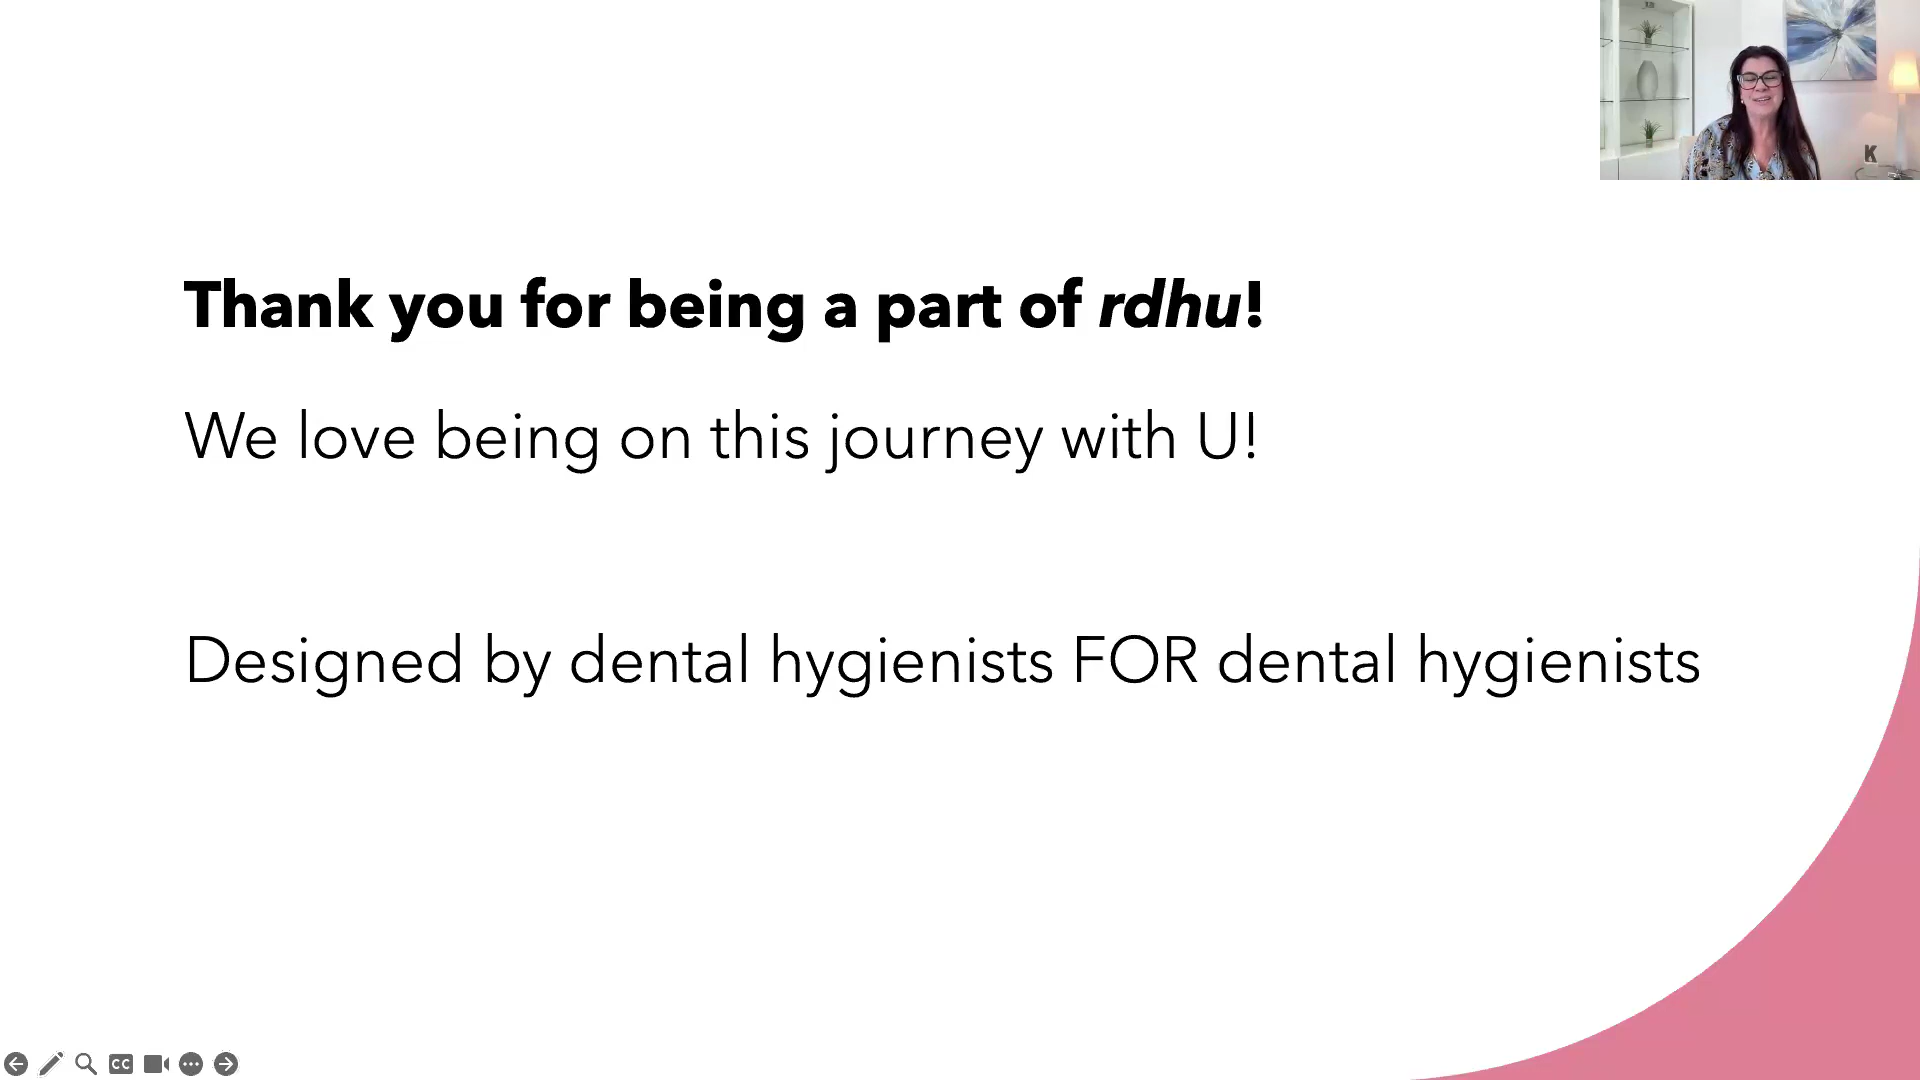 Thank you for being a part of rdhu!
We love being on this journey with U!
Designed by dental hygienists FOR dental hygienists
K
CC